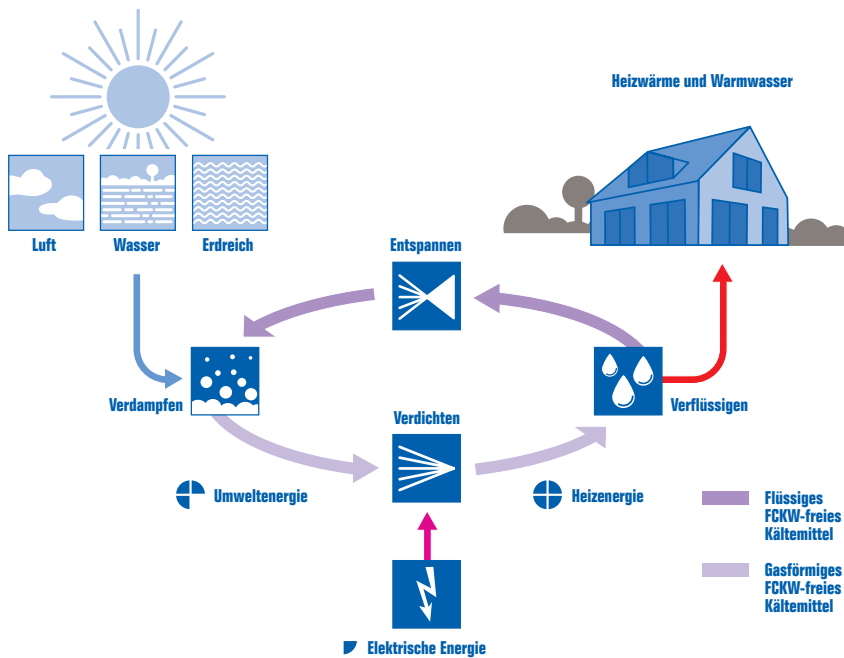 Heizwärme und Warmwasser
Luft
Wasser
Erdreich
Entspannen
Verdampfen
Verflüssigen
Verdichten
Umweltenergie
Heizenergie
Flüssiges
FCKW-freies
Kältemittel
Gasförmiges
FCKW-freies
Kältemittel
Elektrische Energie